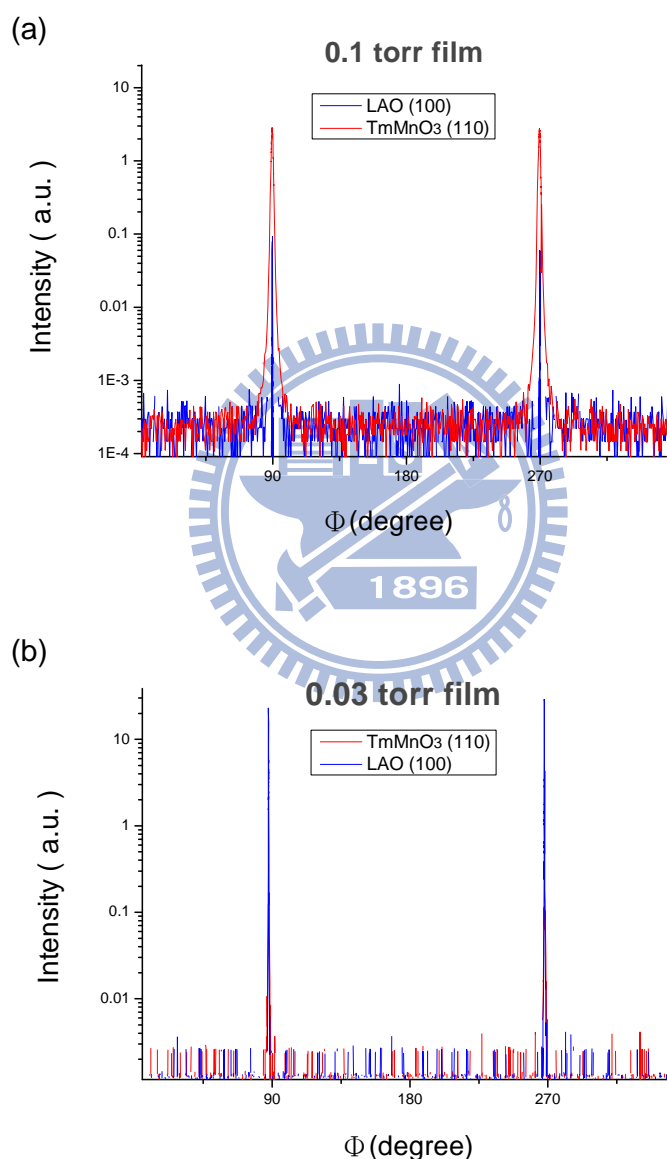 (a)
0.1 torr film
LAO (100)
TmMnO3 (110)
10
1
0.1
0.01
1E-3
1E-4
Intensity ( a.u. )
90
180
270
Φ (degree)
1896
(b)
0.03 torr film
TmMnO3 (110)
LAO (100)
10
1
0.1
0.01
Intensity ( a.u. )
90
180
270
Φ (degree)